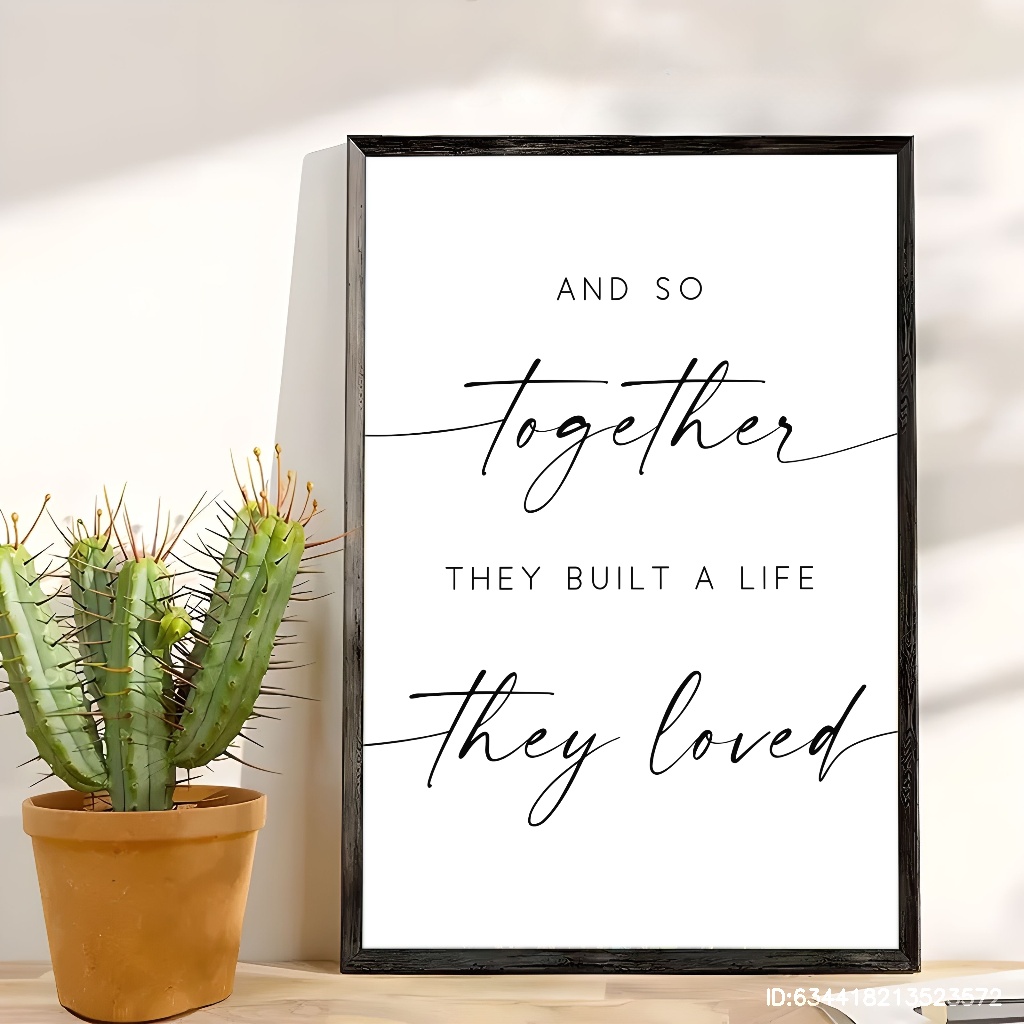 AND SO
together
THEY BUILT A LIFE
they loved
ID:634418213523572